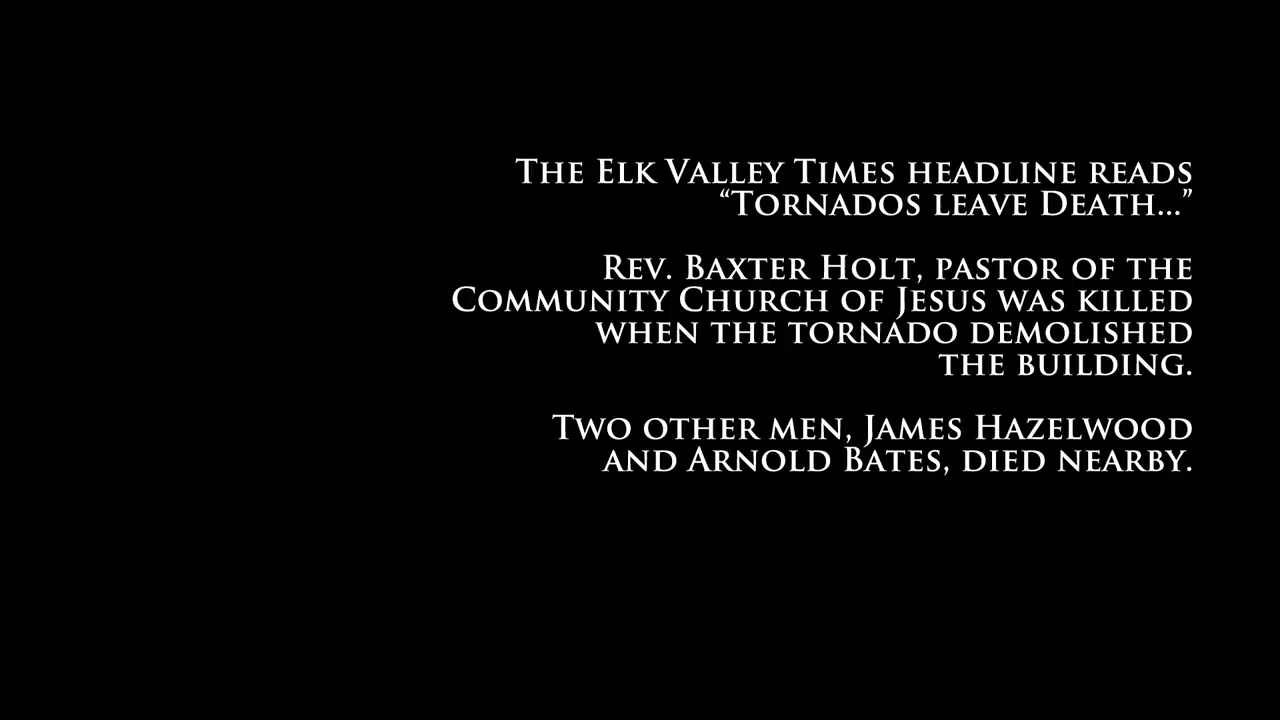 The Elk Valley Times headline reads
“Tornados leave Death...”
Rev. Baxter Holt, pastor of the
Community Church of Jesus was killed
when the tornado demolished
the building.
Two other men, James Hazelwood
and Arnold Bates, died nearby.